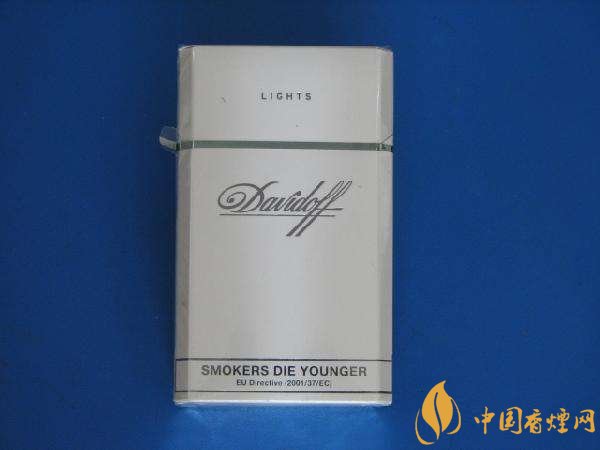 LIGHTS
Davidoff
SMOKERS DIE YOUNGER
EU Directive 2001/37/EC
中国香烟网